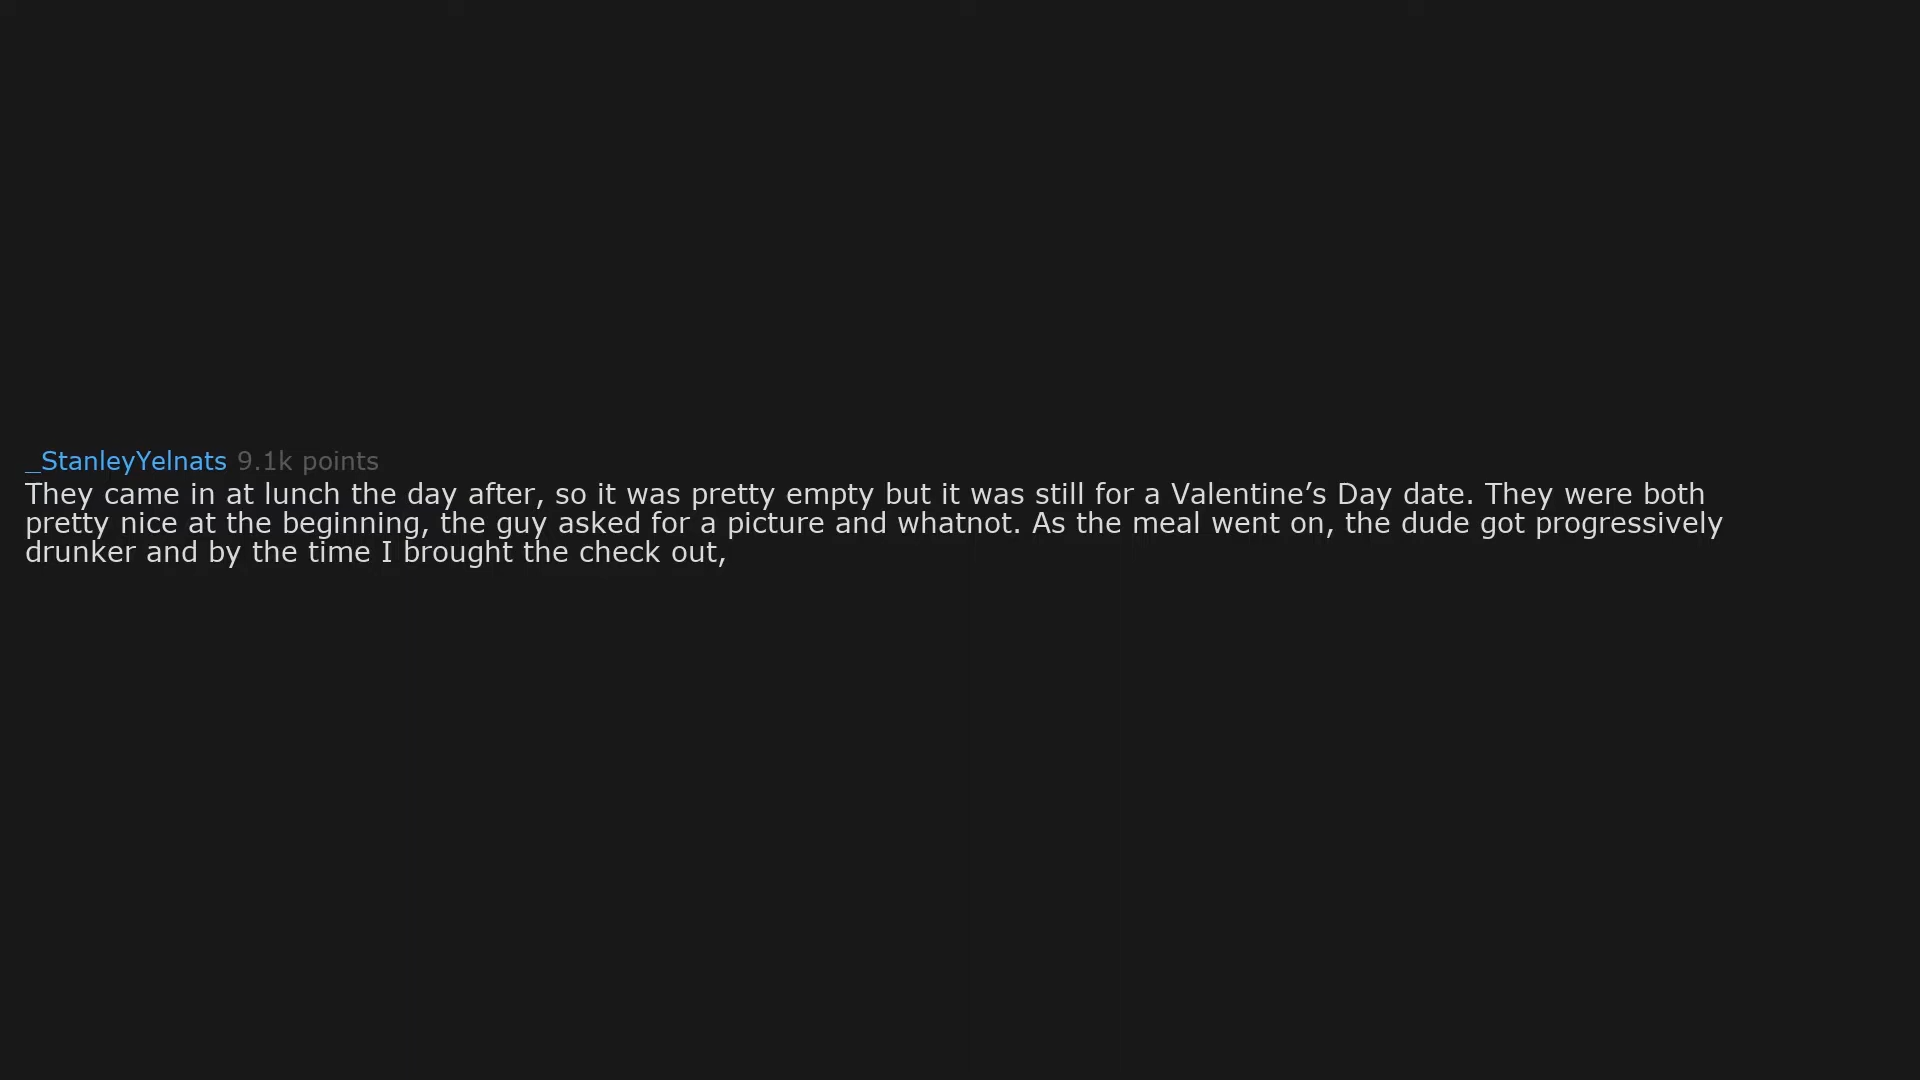 _StanleyYelnats 9.1k points
They came in at lunch the day after, so it was pretty empty but it was still for a Valentine’s Day date. They were both
pretty nice at the beginning, the guy asked for a picture and whatnot. As the meal went on, the dude got progressively
drunker and by the time I brought the check out,